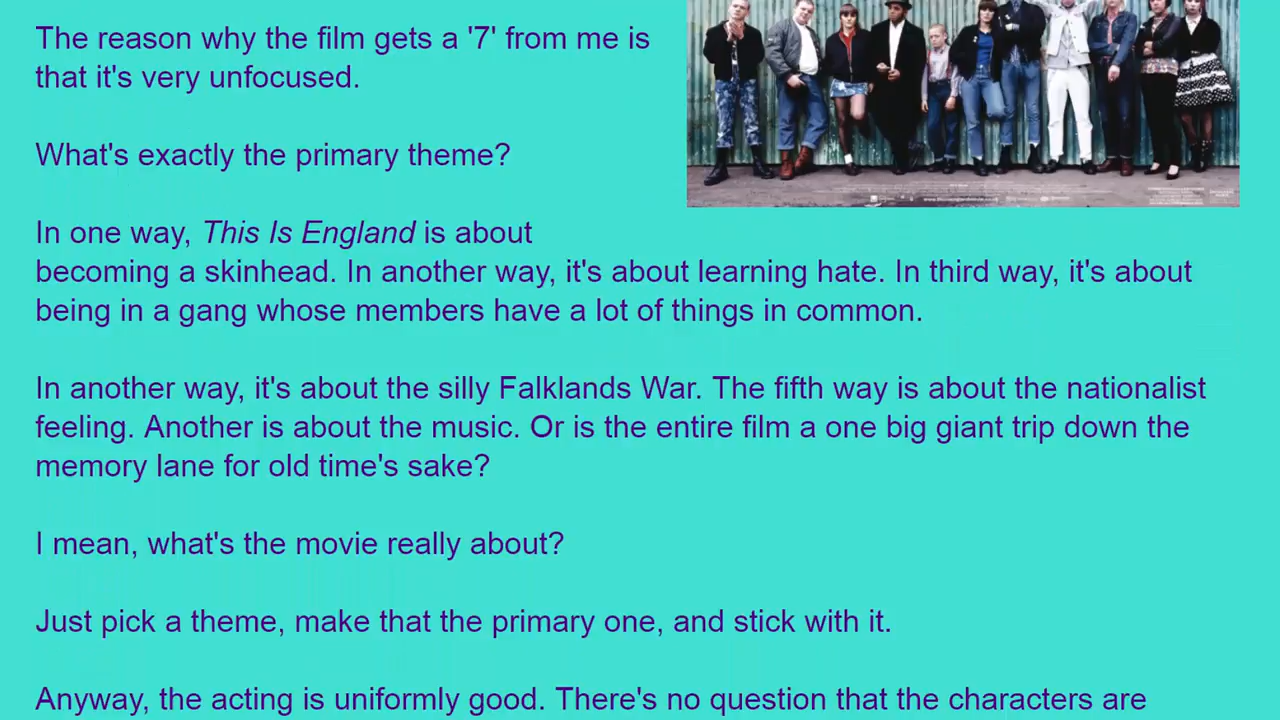 The reason why the film gets a '7' from me is
that it's very unfocused.
What's exactly the primary theme?
In one way, This Is England is about
becoming a skinhead. In another way, it's about learning hate. In third way, it's about
being in a gang whose members have a lot of things in common.
In another way, it's about the silly Falklands War. The fifth way is about the nationalist
feeling. Another is about the music. Or is the entire film a one big giant trip down the
memory lane for old time's sake?
I mean, what's the movie really about?
Just pick a theme, make that the primary one, and stick with it.
Anyway, the acting is uniformly good. There's no question that the characters are